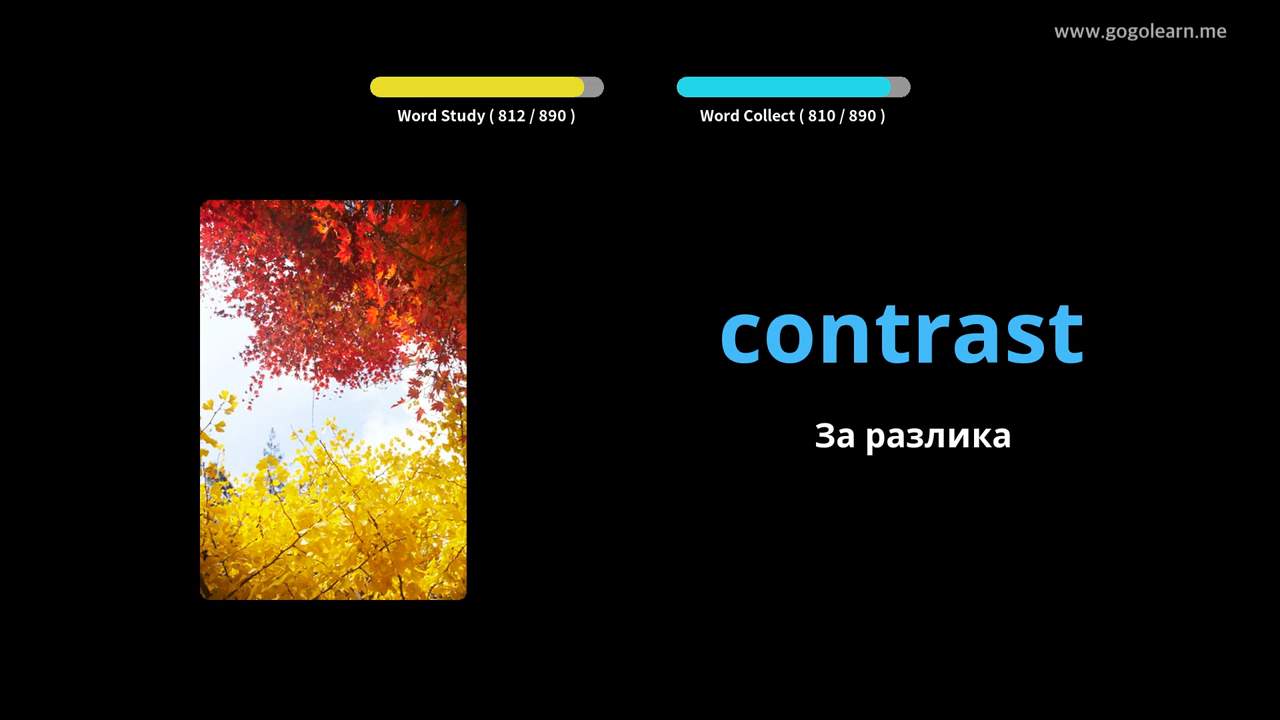 www.gogolearn.me
Word Study ( 812 / 890 )
Word Collect ( 810 / 890 )
contrast
За разлика